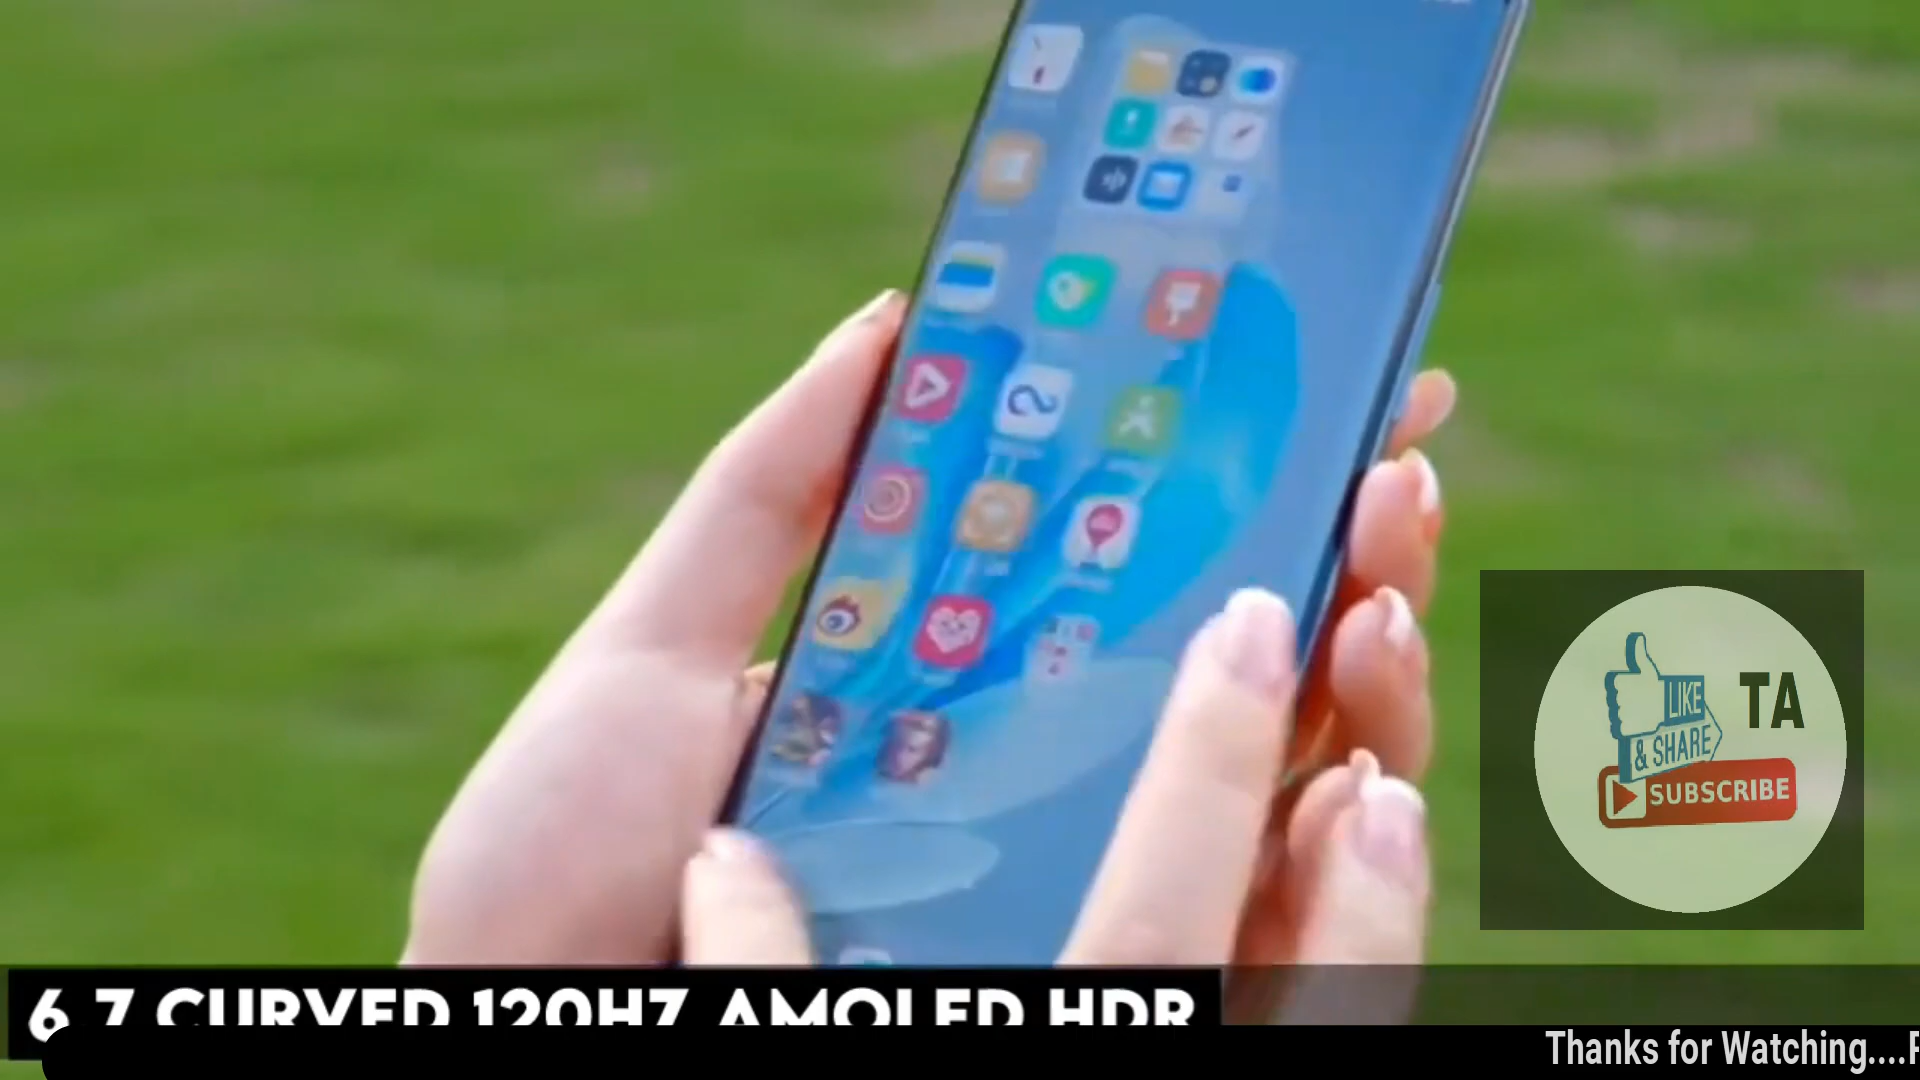 LIKE
& SHARE
TA
SUBSCRIBE
6.7 CURVED 120HZ AMOLED HDR
Thanks for Watching....